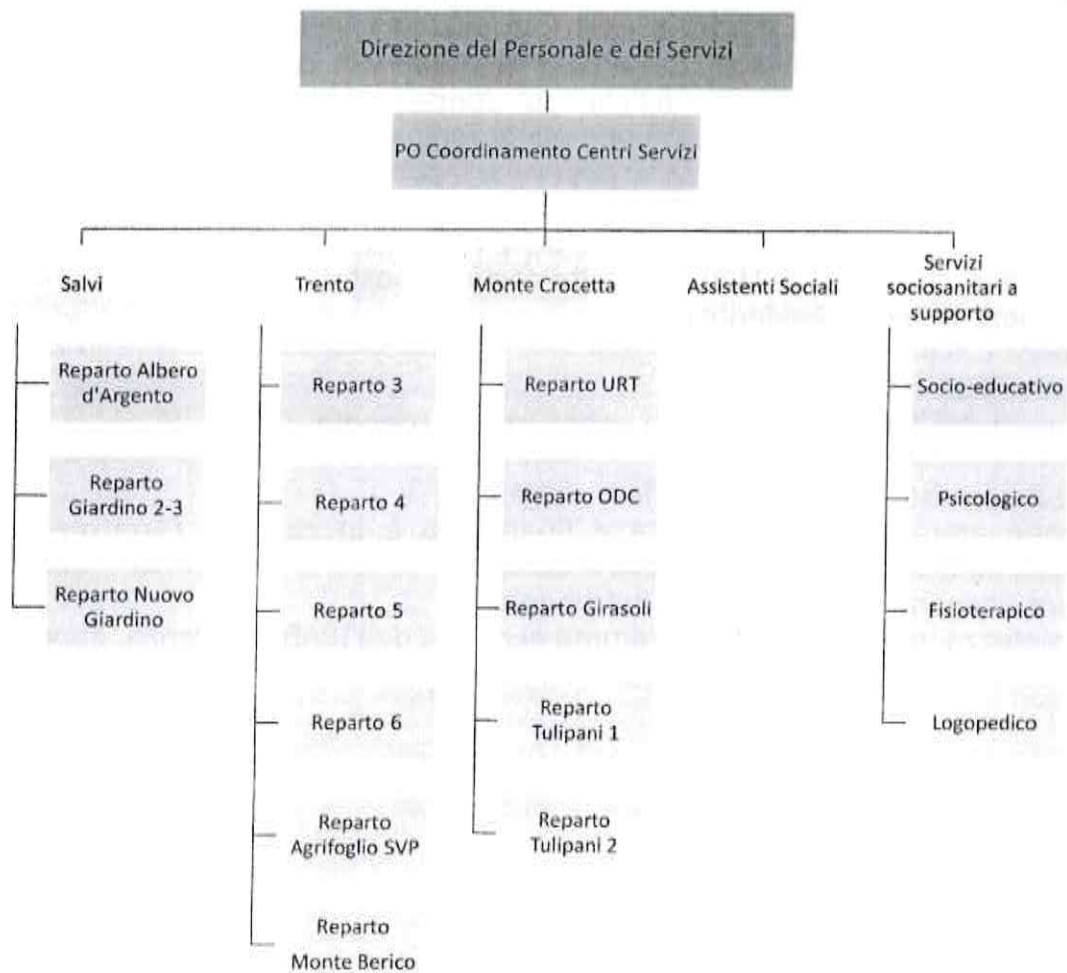 Direzione del Personale e dei Servizi
PO Coordinamento Centri Servizi
Salvi
Trento
Monte Crocetta
Assistenti Sociali
Servizi
sociosanitari a
supporto
Reparto Albero
d'Argento
Reparto
Giardino 2-3
Reparto Nuovo
Giardino
Reparto 3
Reparto 4
Reparto 5
Reparto 6
Reparto
Agrifoglio SVP
Reparto
Monte Berico
Reparto URT
Reparto ODC
Reparto Girasoli
Reparto
Tulipani 1
Reparto
Tulipani 2
Socio-educativo
Psicologico
Fisioterapico
Logopedico